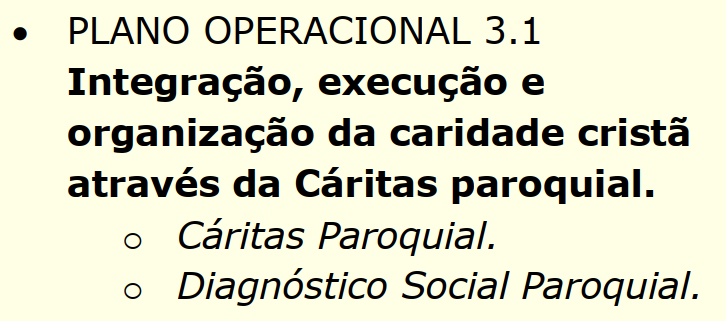 • PLANO OPERACIONAL 3.1
Integração, execução e
organização da caridade cristã
através da Cáritas paroquial.
o Cáritas Paroquial.
o Diagnóstico Social Paroquial.